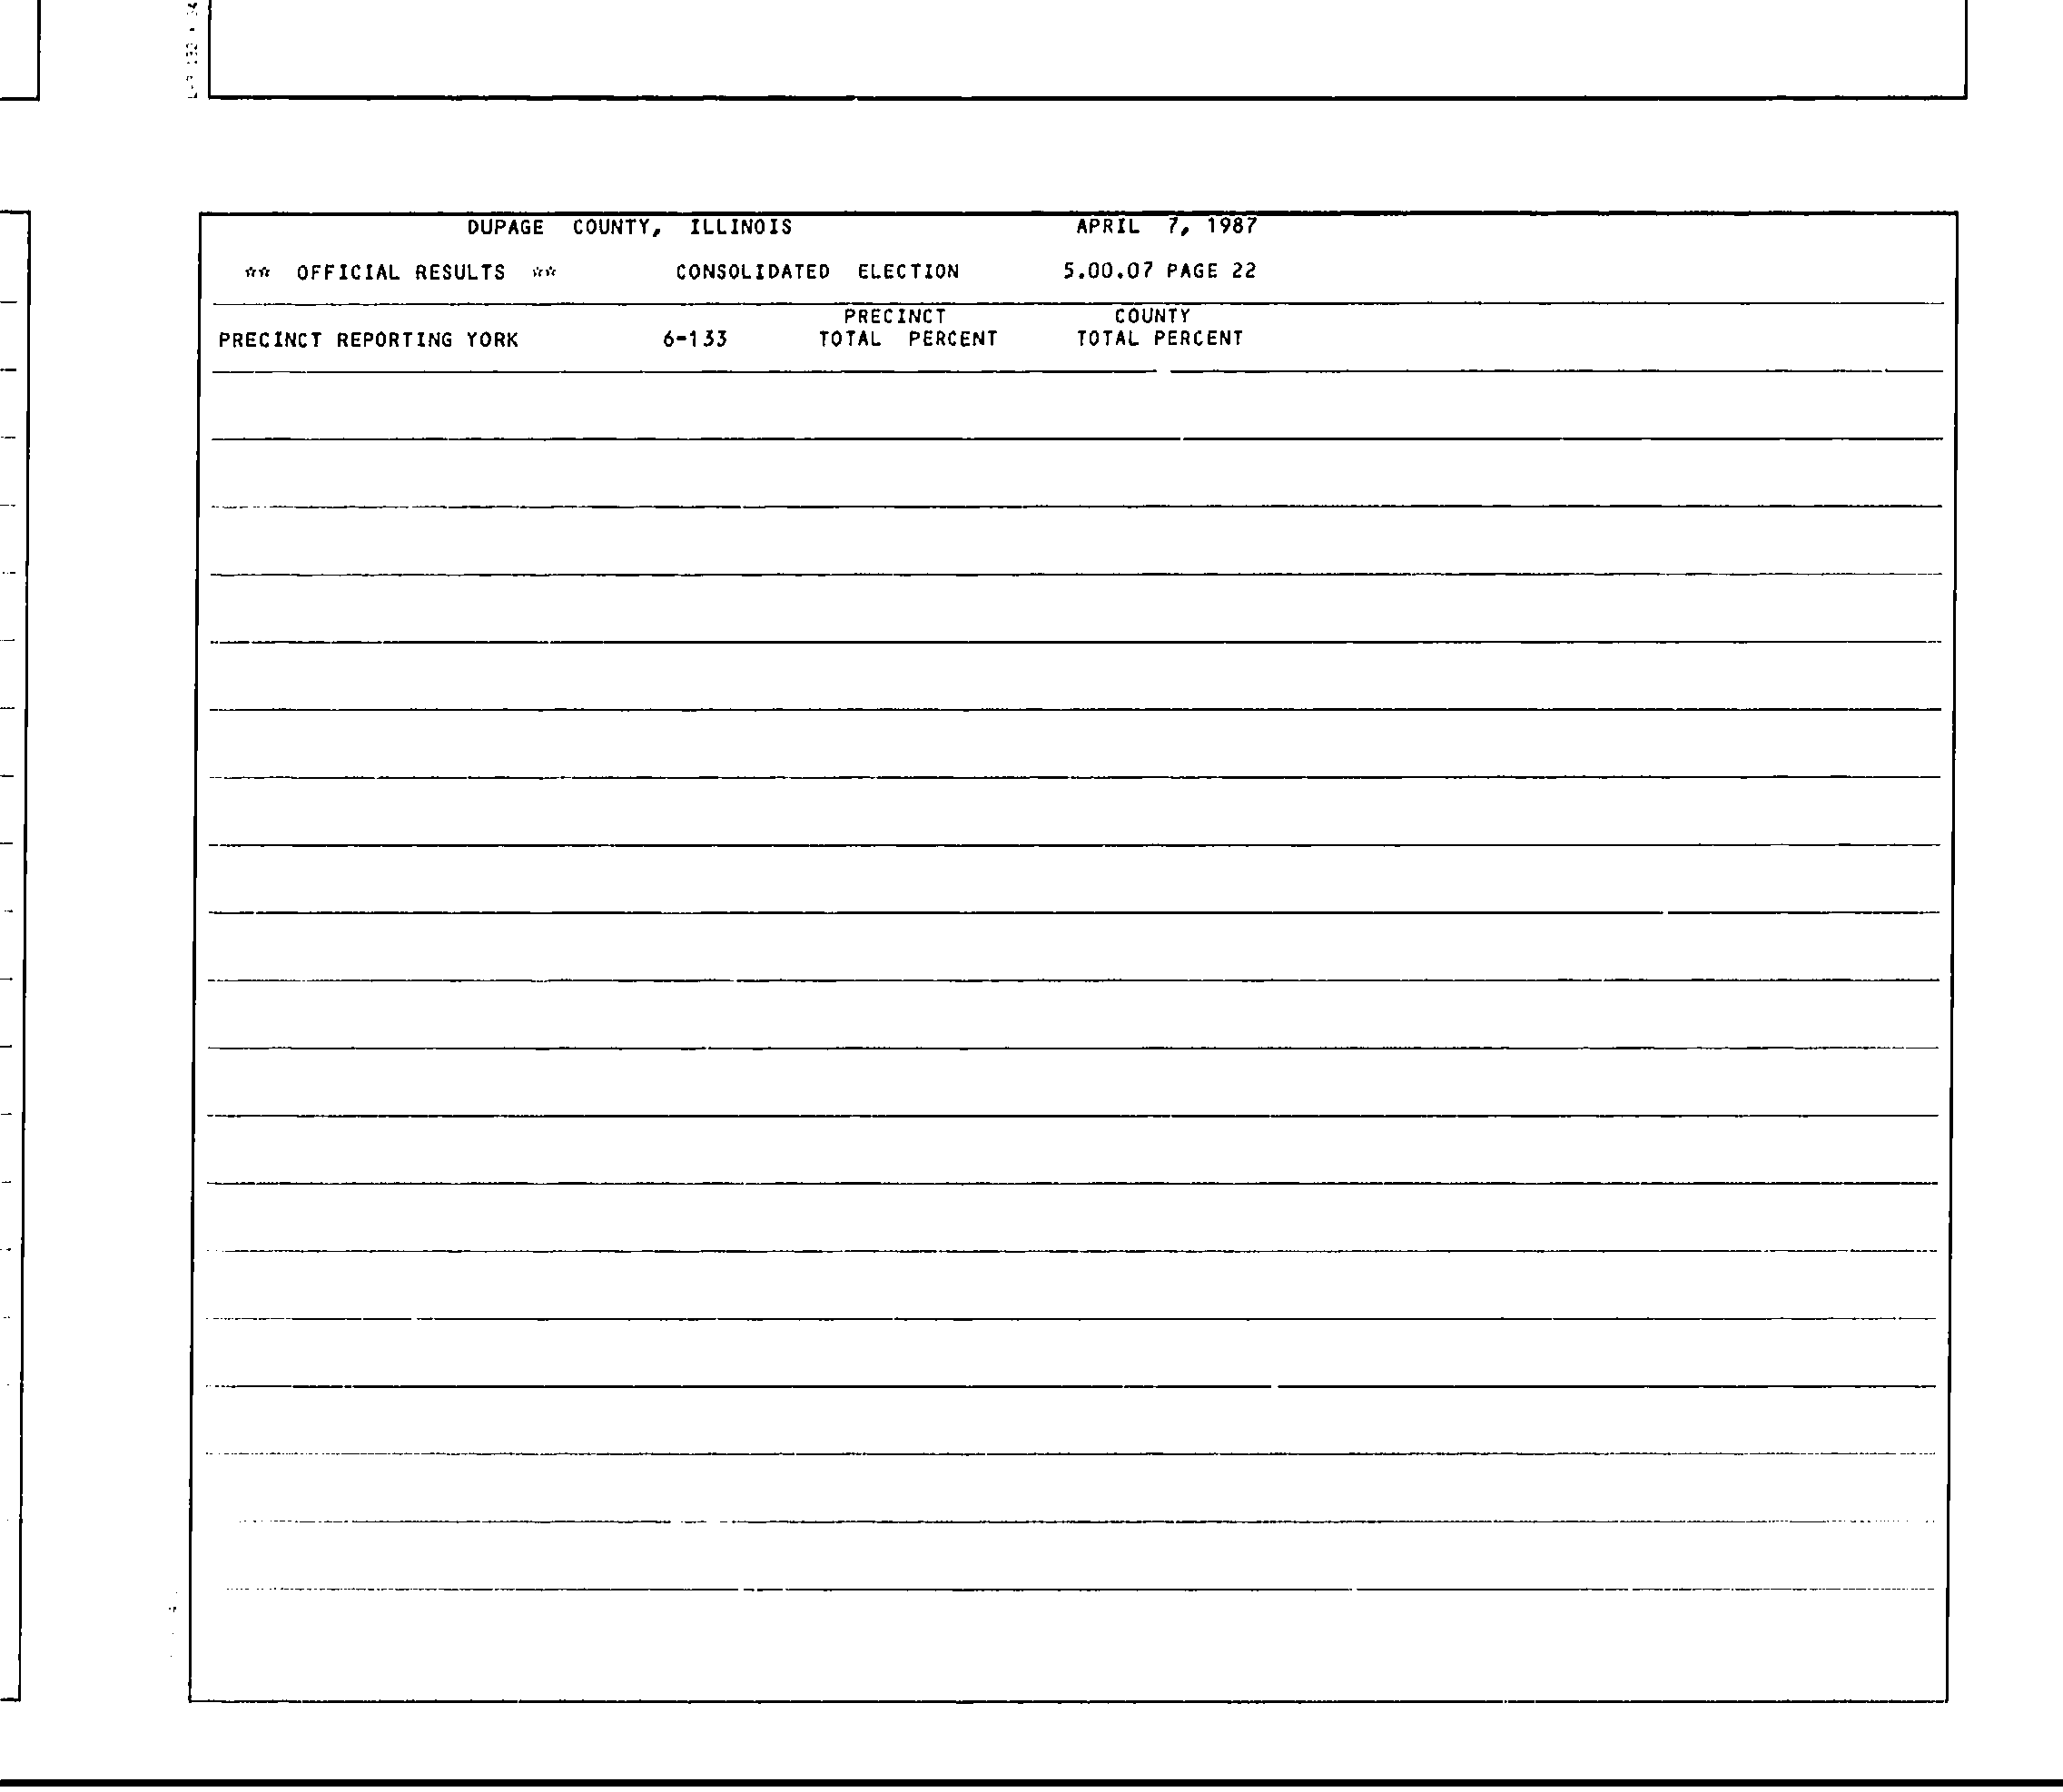 DUPAGE COUNTY, ILLINOIS APRIL 7, 1987
** OFFICIAL RESULTS ** CONSOLIDATED ELECTION 5.00.07 PAGE 22
PRECINCT COUNTY
PRECINCT REPORTING YORK 6-133 TOTAL PERCENT TOTAL PERCENT